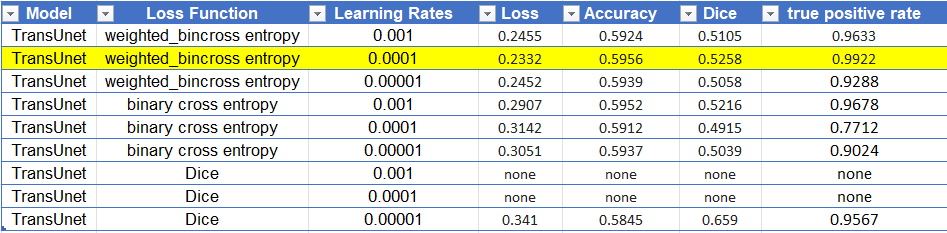 Model Loss Function Learning Rates Loss Accuracy Dice true positive rate
TransUnet weighted_bincross entropy 0.001 0.2455 0.5924 0.5105 0.9633
TransUnet weighted_bincross entropy 0.0001 0.2332 0.5956 0.5258 0.9922
TransUnet weighted_bincross entropy 0.00001 0.2452 0.5939 0.5058 0.9288
TransUnet binary cross entropy 0.001 0.2907 0.5952 0.5216 0.9678
TransUnet binary cross entropy 0.0001 0.3142 0.5912 0.4915 0.7712
TransUnet binary cross entropy 0.00001 0.3051 0.5937 0.5039 0.9024
TransUnet Dice 0.001 none none none none
TransUnet Dice 0.0001 none none none none
TransUnet Dice 0.00001 0.341 0.5845 0.659 0.9567